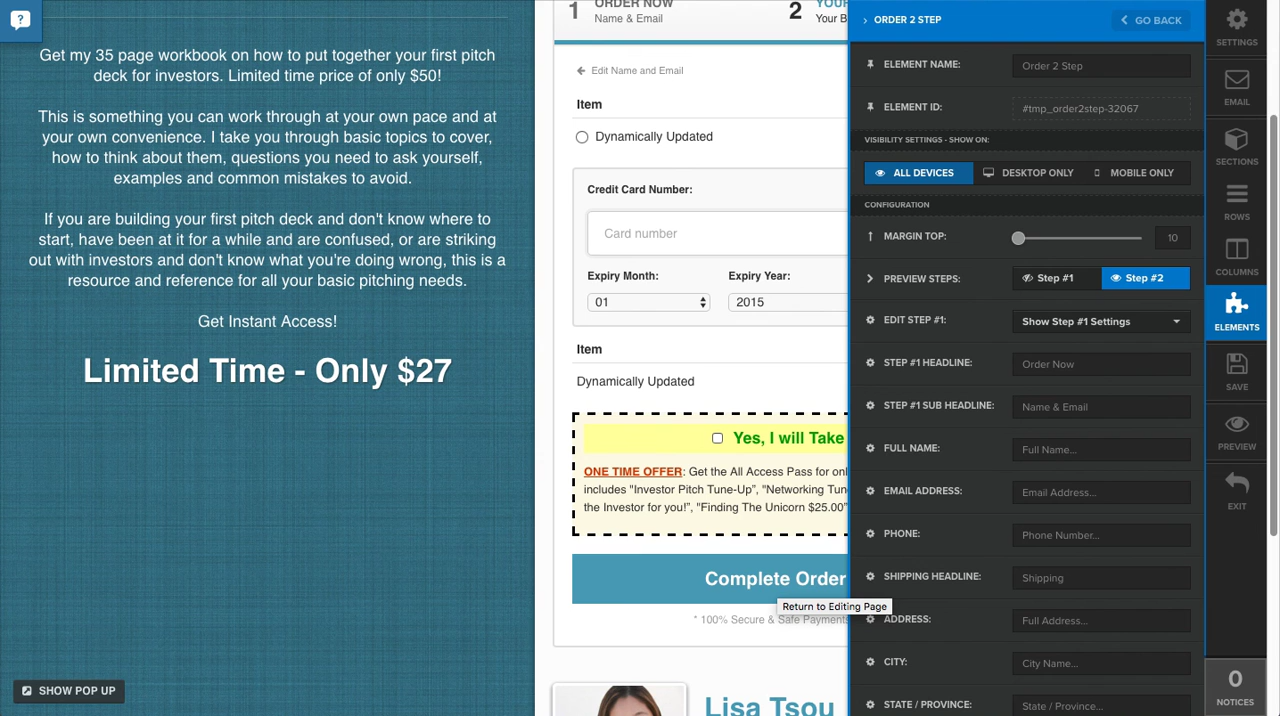 ?
Get my 35 page workbook on how to put together your first pitch
deck for investors. Limited time price of only $50!
This is something you can work through at your own pace and at
your own convenience. I take you through basic topics to cover,
how to think about them, questions you need to ask yourself,
examples and common mistakes to avoid.
If you are building your first pitch deck and don't know where to
start, have been at it for a while and are confused, or are striking
out with investors and don't know what you're doing wrong, this is a
resource and reference for all your basic pitching needs.
Get Instant Access!
Limited Time - Only $27
SHOW POP UP
1 ORDER NOW
Name & Email
2 YOUR
Your B
Edit Name and Email
Item
Dynamically Updated
Credit Card Number:
Card number
Expiry Month:
Expiry Year:
01
2015
Item
Dynamically Updated
Yes, I will Take
ONE TIME OFFER: Get the All Access Pass for onl
includes "Investor Pitch Tune-Up", "Networking Tun
the Investor for you!", "Finding The Unicorn $25.00"
Complete Order
Return to Editing Page
* 100% Secure & Safe Payments
Lisa Tsou
ORDER 2 STEP
GO BACK
ELEMENT NAME:
Order 2 Step
ELEMENT ID:
#tmp_order2step-32067
VISIBILITY SETTINGS - SHOW ON:
ALL DEVICES
DESKTOP ONLY
MOBILE ONLY
CONFIGURATION
MARGIN TOP:
10
PREVIEW STEPS:
Step #1
Step #2
EDIT STEP #1:
Show Step #1 Settings
STEP #1 HEADLINE:
Order Now
STEP #1 SUB HEADLINE:
Name & Email
FULL NAME:
Full Name...
EMAIL ADDRESS:
Email Address...
PHONE:
Phone Number...
SHIPPING HEADLINE:
Shipping
ADDRESS:
Full Address...
CITY:
City Name...
STATE / PROVINCE:
State / Province...
SETTINGS
EMAIL
SECTIONS
ROWS
COLUMNS
ELEMENTS
SAVE
PREVIEW
EXIT
0
NOTICES